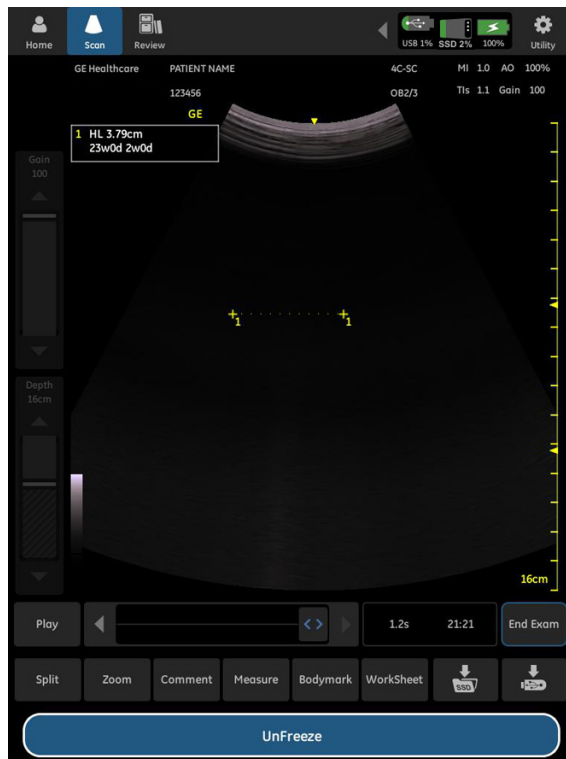 Home
Scan
Review
USB 1%
SSD 2%
100%
Utility
GE Healthcare
PATIENT NAME
4C-SC
MI 1.0 AO 100%
123456
OB2/3
TIs 1.1 Gain 100
GE
1 HL 3.79cm
23w0d 2w0d
Gain
100
1
1
Depth
16cm
16cm
Play
1.2s
21:21
End Exam
Split
Zoom
Comment
Measure
Bodymark
WorkSheet
SSD
UnFreeze